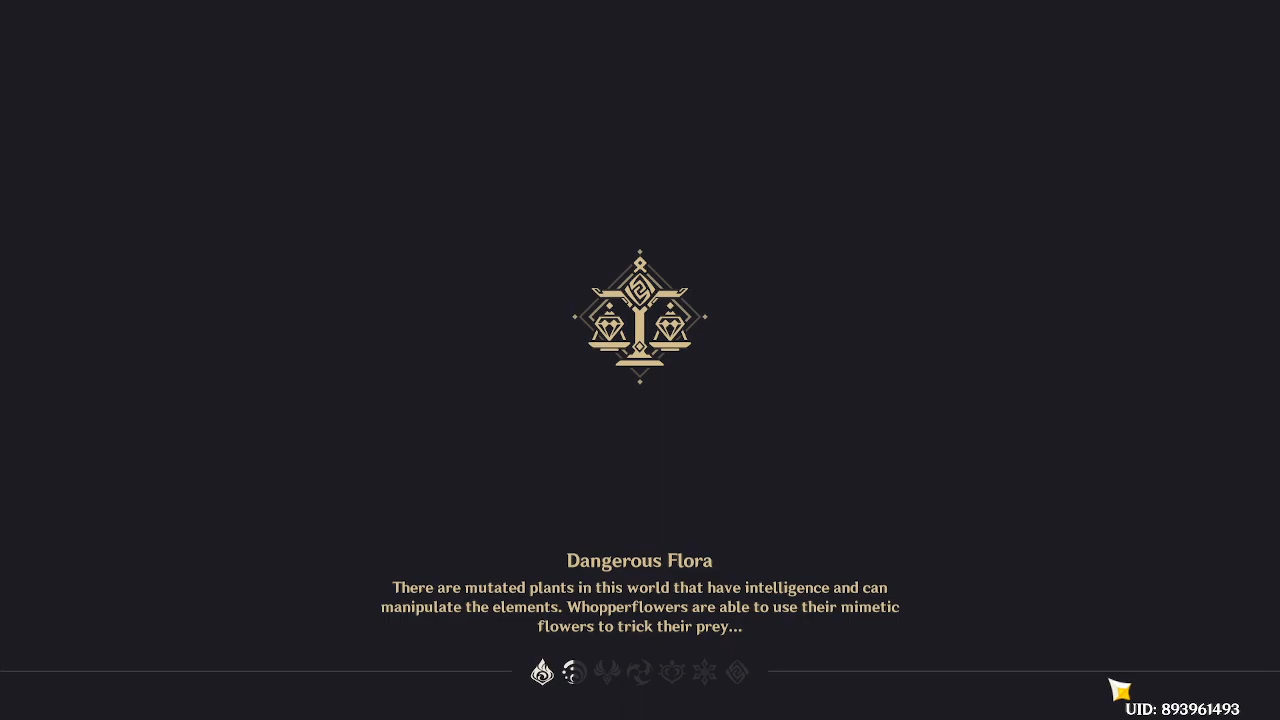 Dangerous Flora
There are mutated plants in this world that have intelligence and can
manipulate the elements. Whopperflowers are able to use their mimetic
flowers to trick their prey...
UID: 893961493